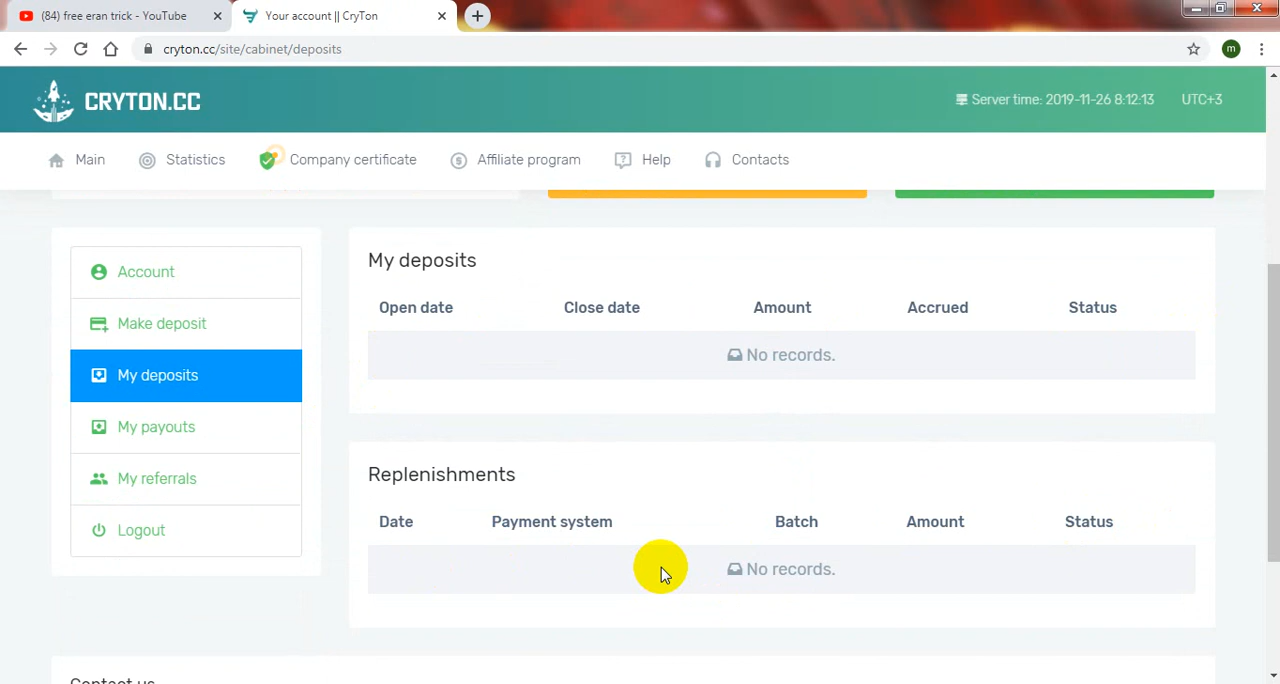 (84) free eran trick - YouTube
Your account || CryTon
cryton.cc/site/cabinet/deposits
m
CRYTON.CC
Server time: 2019-11-26 8:12:13 UTC+3
Main Statistics Company certificate Affiliate program Help Contacts
Account
Make deposit
My deposits
My payouts
My referrals
Logout
My deposits
Open date Close date Amount Accrued Status
No records.
Replenishments
Date Payment system Batch Amount Status
No records.
Contact us